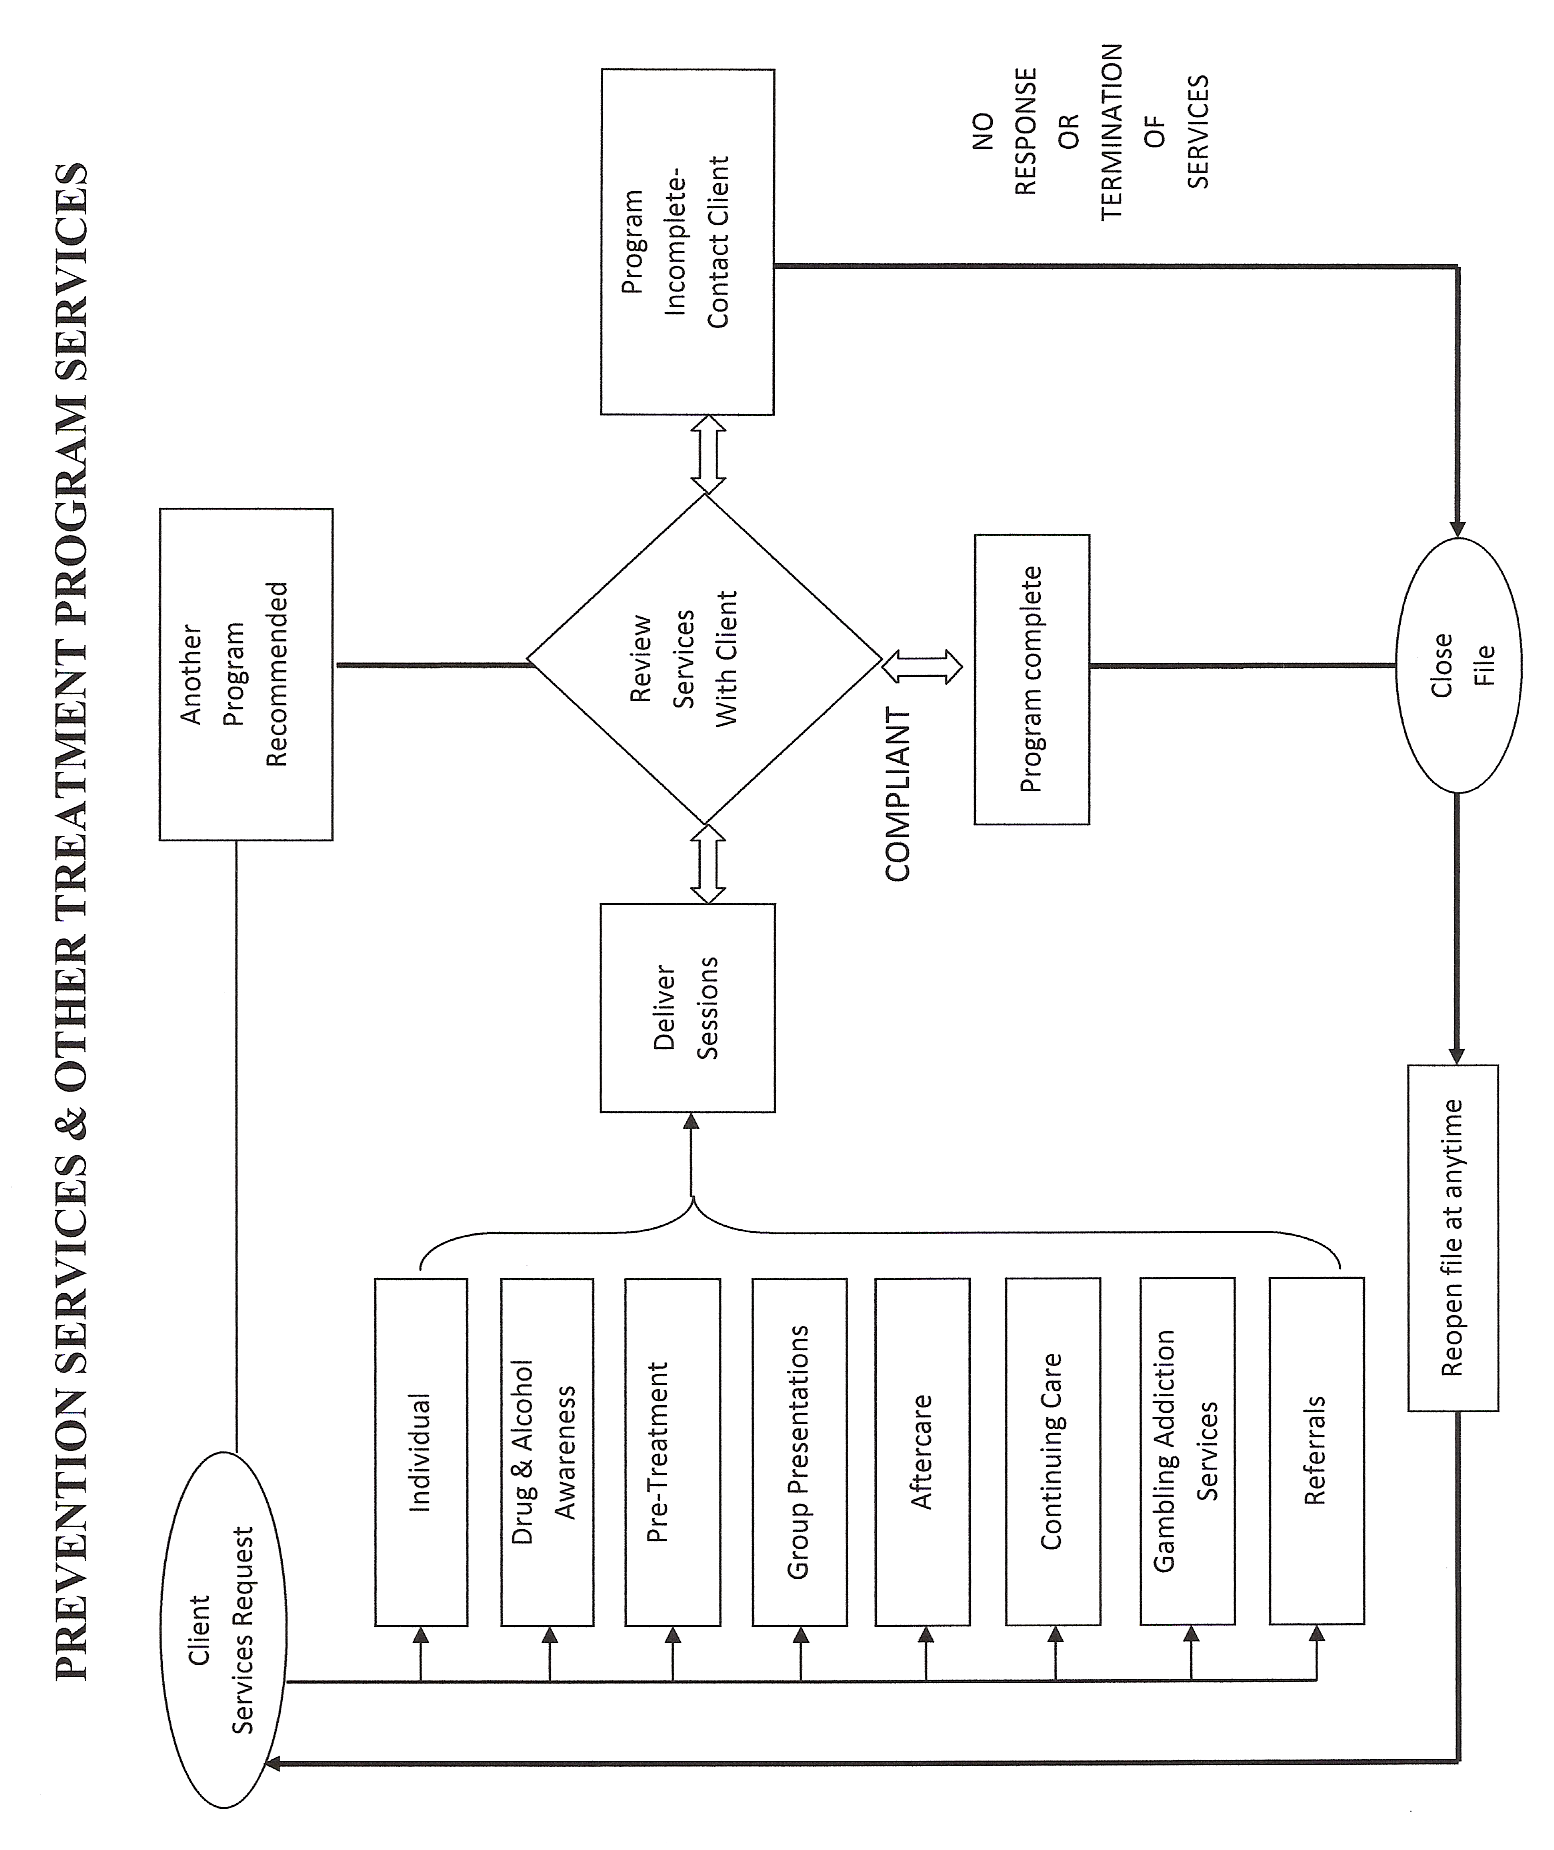 PREVENTION SERVICES & OTHER TREATMENT PROGRAM SERVICES
Client
Services Request
Another
Program
Recommended
Individual
Drug & Alcohol
Awareness
Pre-Treatment
Group Presentations
Aftercare
Continuing Care
Gambling Addiction
Services
Referrals
Deliver
Sessions
Review
Services
With Client
Program
Incomplete-
Contact Client
COMPLIANT
Program complete
NO
RESPONSE
OR
TERMINATION
OF
SERVICES
Reopen file at anytime
Close
File